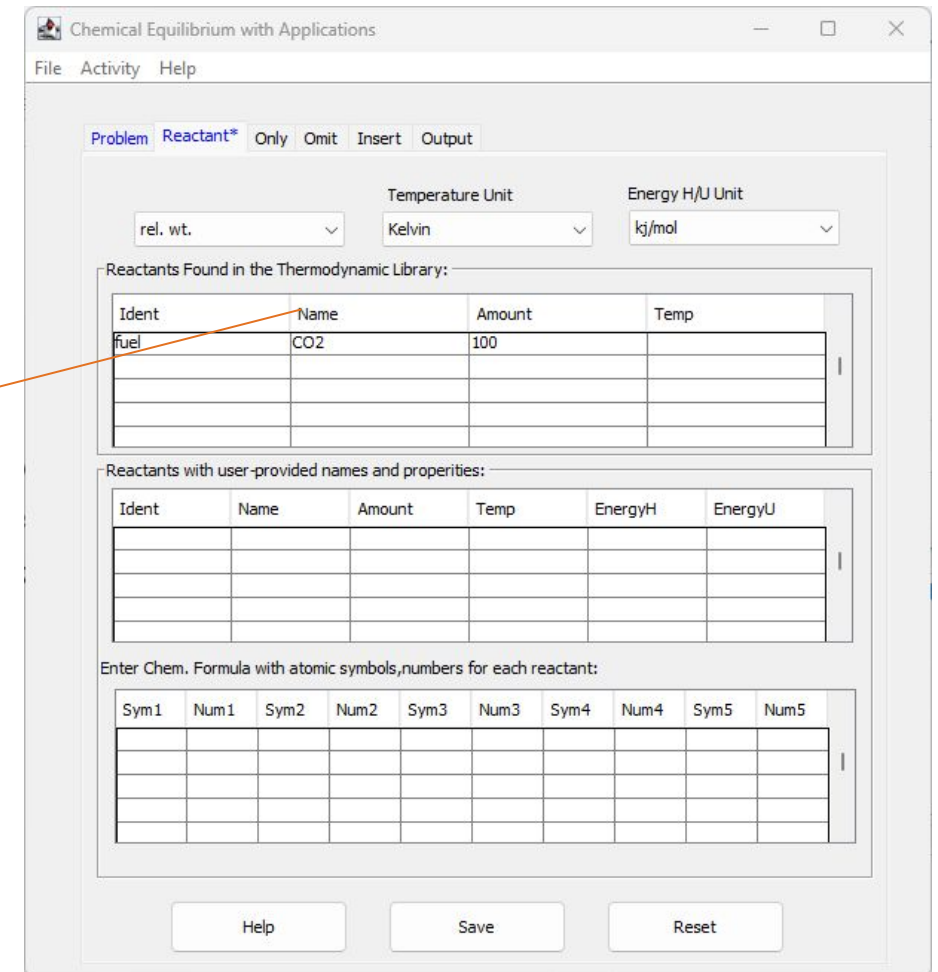 Chemical Equilibrium with Applications
File Activity Help
Problem Reactant* Only Omit Insert Output
Temperature Unit Energy H/U Unit
rel. wt. Kelvin kj/mol
Reactants Found in the Thermodynamic Library:
Ident Name Amount Temp
fuel CO2 100
Reactants with user-provided names and properities:
Ident Name Amount Temp EnergyH EnergyU
Enter Chem. Formula with atomic symbols,numbers for each reactant:
Sym1 Num1 Sym2 Num2 Sym3 Num3 Sym4 Num4 Sym5 Num5
Help Save Reset